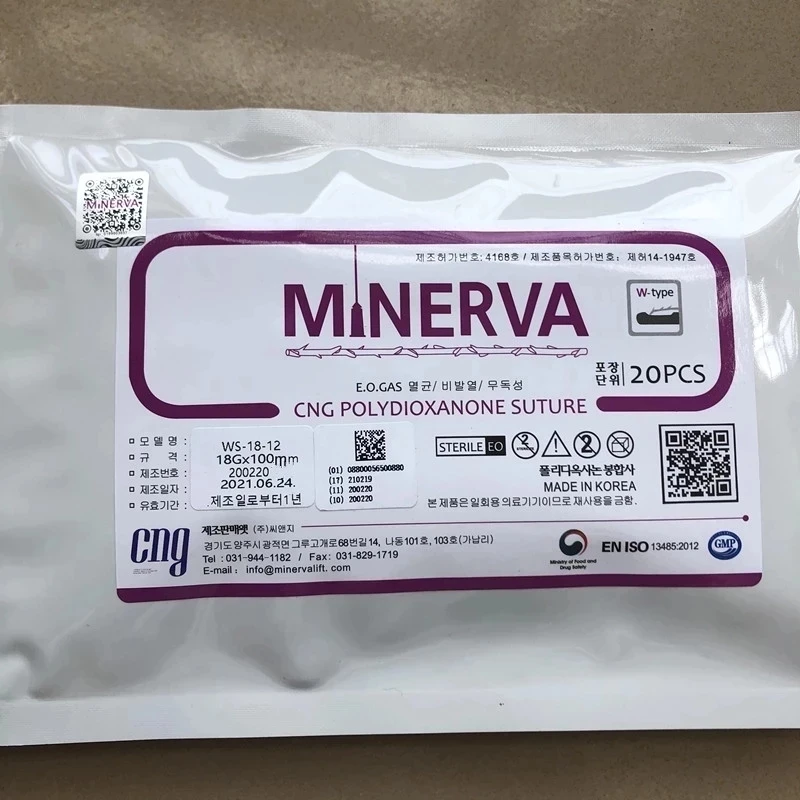 MINERVA
제조허가번호: 4168호 / 제조품목허가번호: 제허14-1947호
MINERVA
W-type
E.O.GAS 멸균/ 비발열/ 무독성
포장단위 20PCS
CNG POLYDIOXANONE SUTURE
모델명 : WS-18-12
규격 : 18Gx100mm
제조번호 : 200220
제조일자 : 2021.06.24.
유효기간 : 제조일로부터1년
(01) 08800056500880
(17) 210219
(11) 200220
(10) 200220
STERILE EO
2
2
폴리다옥사논 봉합사
MADE IN KOREA
본 제품은 일회용 의료기기이므로 재사용을 금함.
cng
제조판매원 (주)씨앤지
경기도 양주시 광적면 그루고개로68번길 14, 나동101호, 103호(가납리)
Tel : 031-944-1182 / Fax: 031-829-1719
E-mail : info@minervalift.com
Ministry of Food and
Drug Safety
EN ISO 13485:2012
GMP